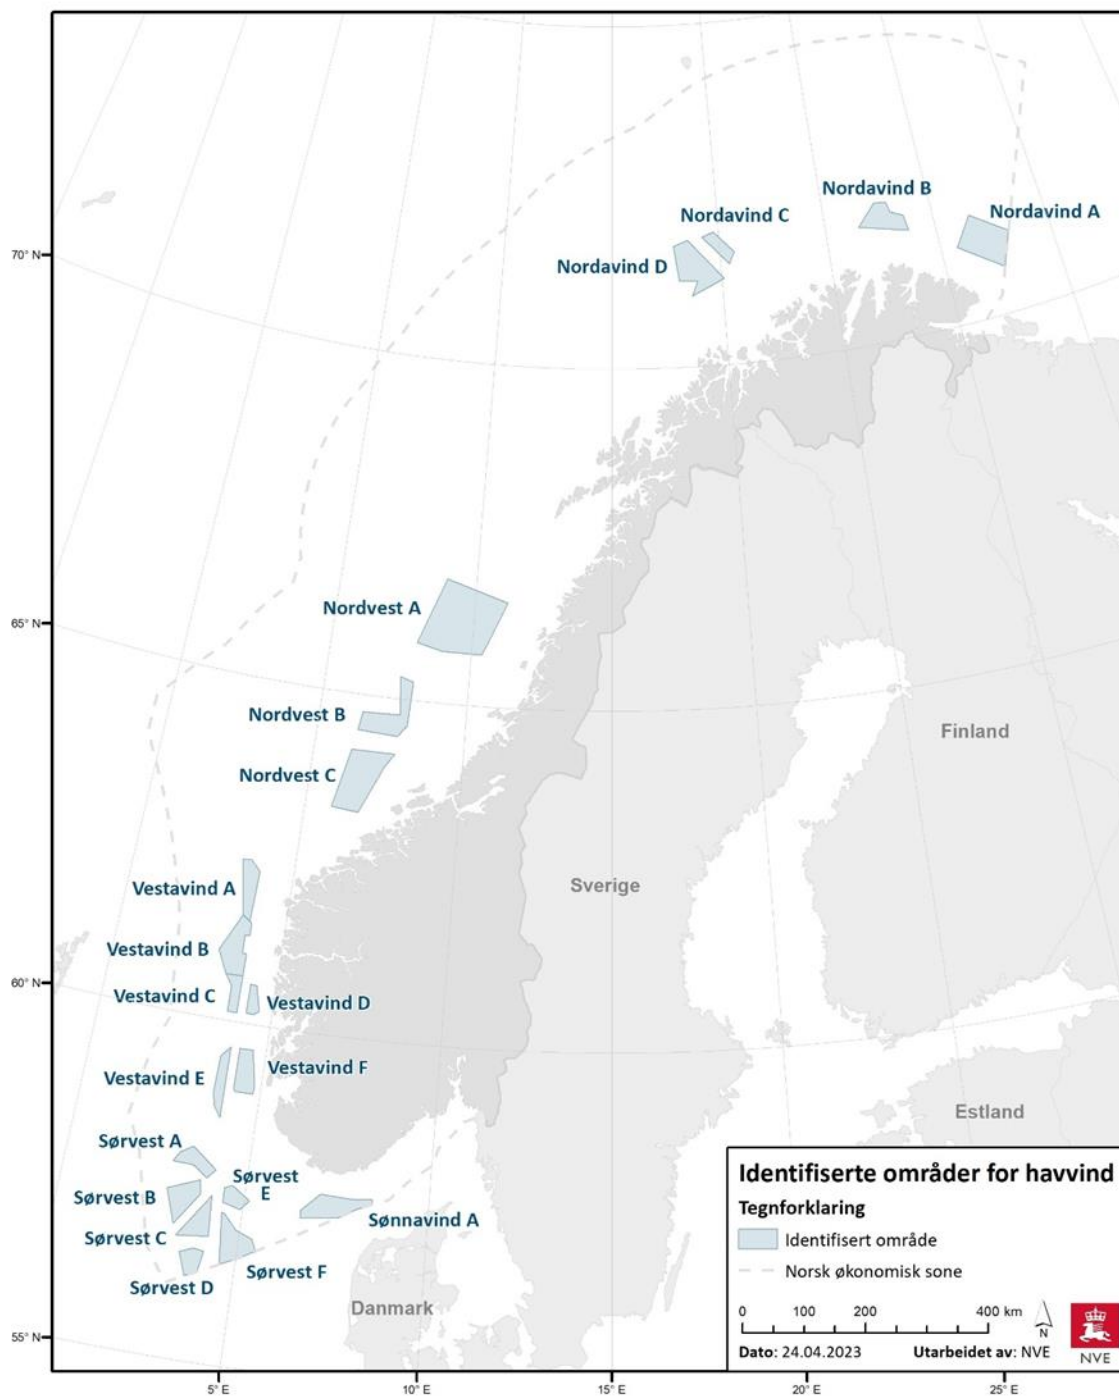 Nordavind B
Nordavind C
Nordavind A
70° N
Nordavind D
Nordvest A
65° N
Nordvest B
Finland
Nordvest C
Sverige
Vestavind A
Vestavind B
60° N
Vestavind C
Vestavind D
Vestavind F
Vestavind E
Estland
Sørvest A
Sørvest
E
Sørvest B
Sønnavind A
Sørvest C
Sørvest F
Sørvest D
Danmark
55° N
Identifiserte områder for havvind
Tegnforklaring
Identifisert område
Norsk økonomisk sone
0 100 200 400 km
N
Dato: 24.04.2023 Utarbeidet av: NVE
NVE
5° E 10° E 15° E 20° E 25° E